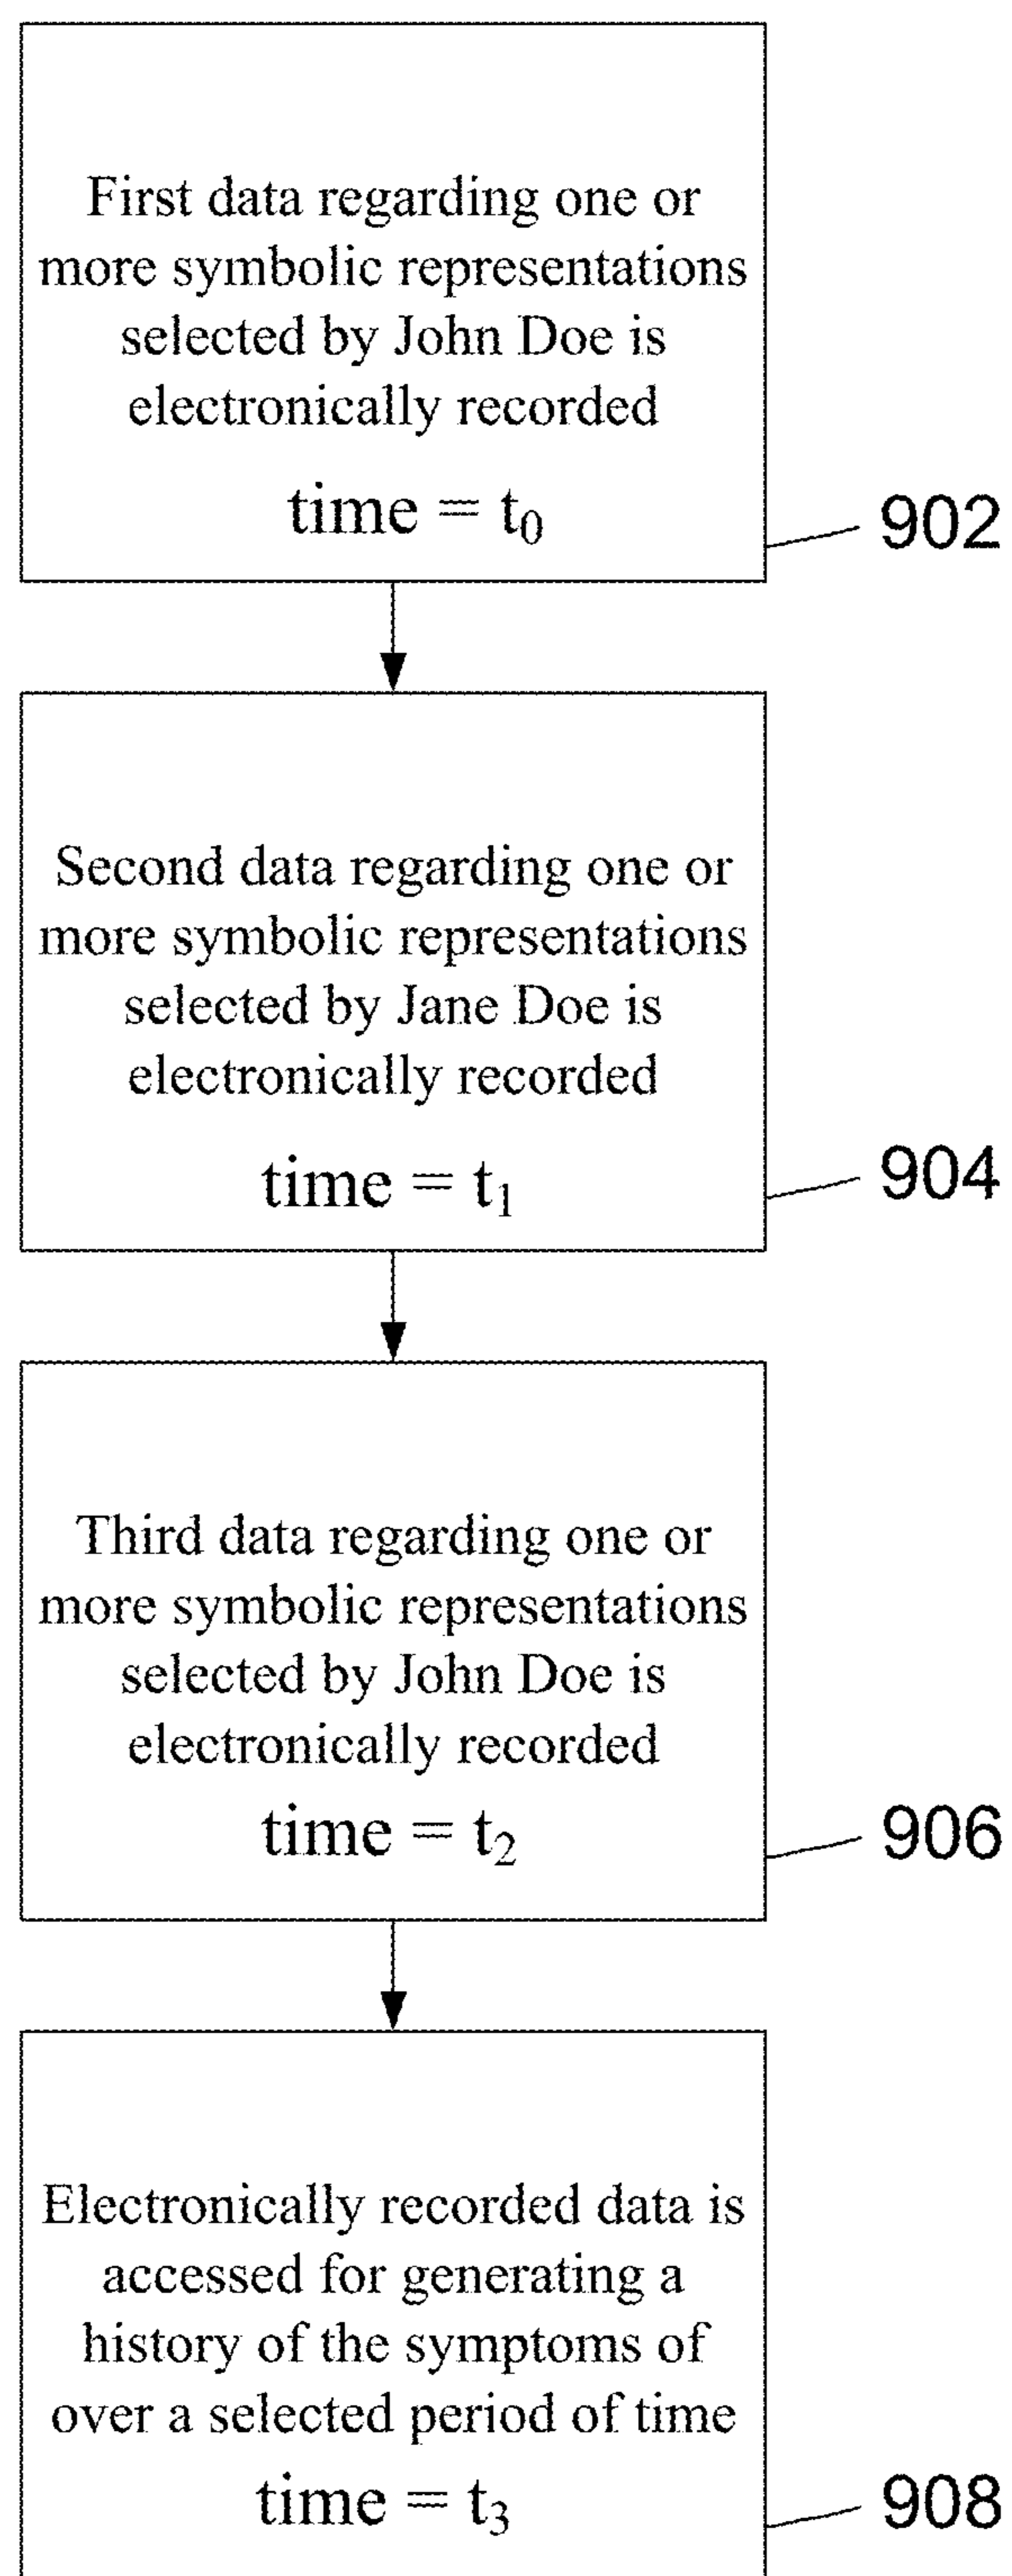 First data regarding one or
more symbolic representations
selected by John Doe is
electronically recorded
time = t₀
902
Second data regarding one or
more symbolic representations
selected by Jane Doe is
electronically recorded
time = t₁
904
Third data regarding one or
more symbolic representations
selected by John Doe is
electronically recorded
time = t₂
906
Electronically recorded data is
accessed for generating a
history of the symptoms of
over a selected period of time
time = t₃
908